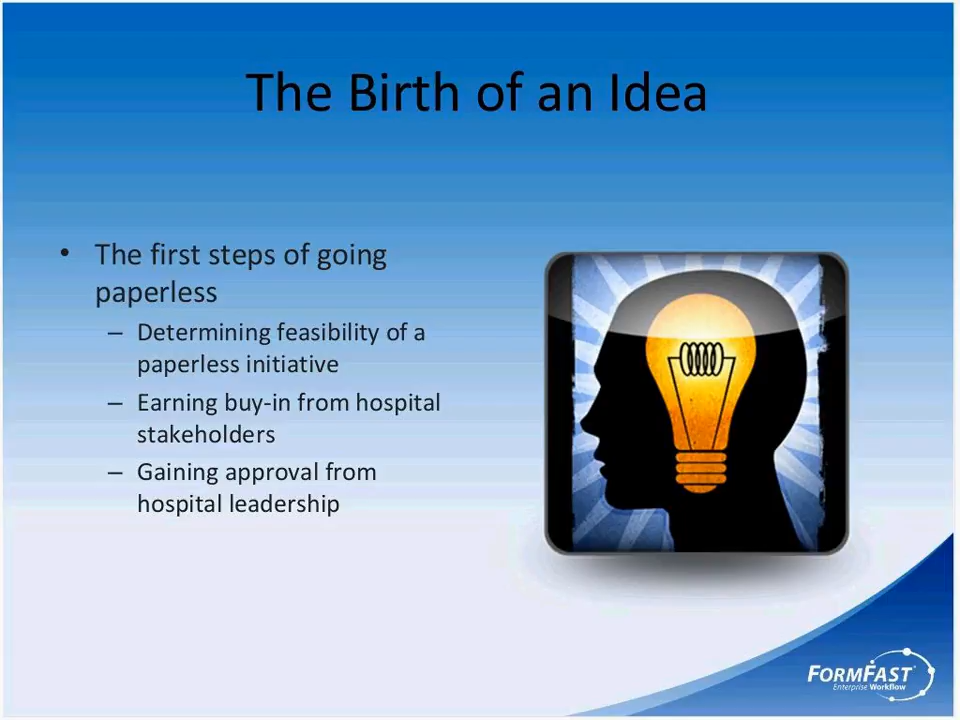 The Birth of an Idea
• The first steps of going
paperless
– Determining feasibility of a
paperless initiative
– Earning buy-in from hospital
stakeholders
– Gaining approval from
hospital leadership
FORMFAST
Enterprise Workflow